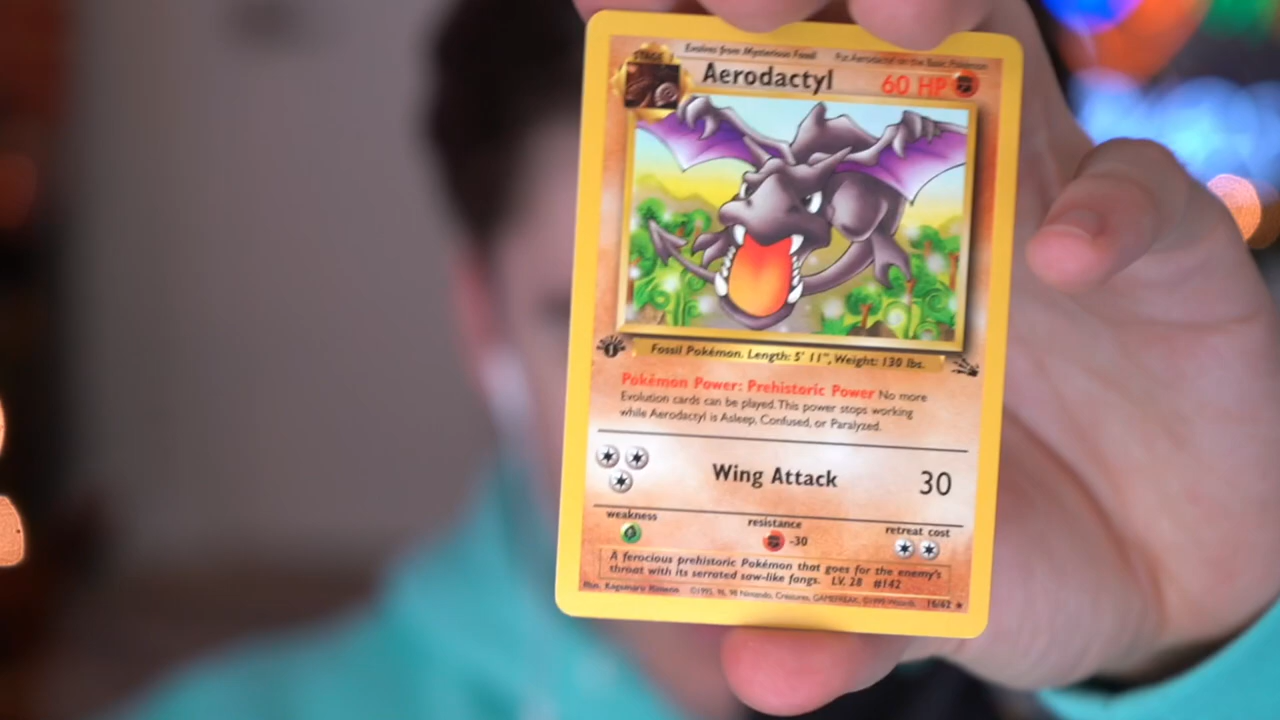 STAGE 1
Evolves from Mysterious Fossil Put Aerodactyl on the Basic Pokémon
Aerodactyl 60 HP
1
Fossil Pokémon. Length: 5' 11", Weight: 130 lbs.
Pokémon Power: Prehistoric Power No more
Evolution cards can be played. This power stops working
while Aerodactyl is Asleep, Confused, or Paralyzed.
Wing Attack 30
weakness resistance retreat cost
-30
A ferocious prehistoric Pokémon that goes for the enemy's
throat with its serrated saw-like fangs. LV. 28 #142
Illus. Kagemaru Himeno ©1995, 96, 98 Nintendo, Creatures, GAMEFREAK. ©1999 Wizards. 16/62 ★